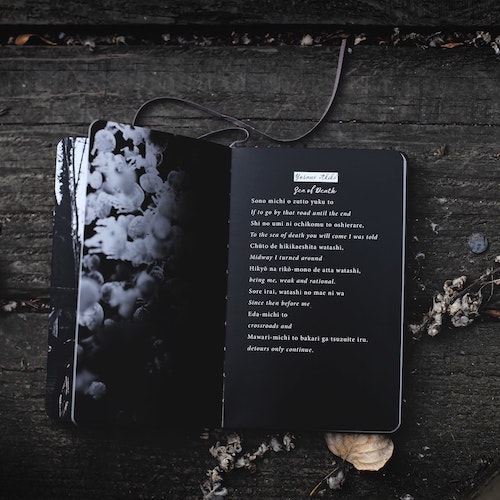 Yosano Akiko
Sea of Death
Sono michi o zutto yuku to
If to go by that road until the end
Shi no umi ni ochikomu to oshierare,
To the sea of death you will come I was told
Chūto de hikikaeshita watashi,
Midway I turned around
Hikyō na rikō-mono de atta watashi,
being me, weak and rational.
Sore irai, watashi no mae ni wa
Since then before me
Eda-michi to
crossroads and
Mawari-michi to bakari ga tsuzuite iru.
detours only continue.